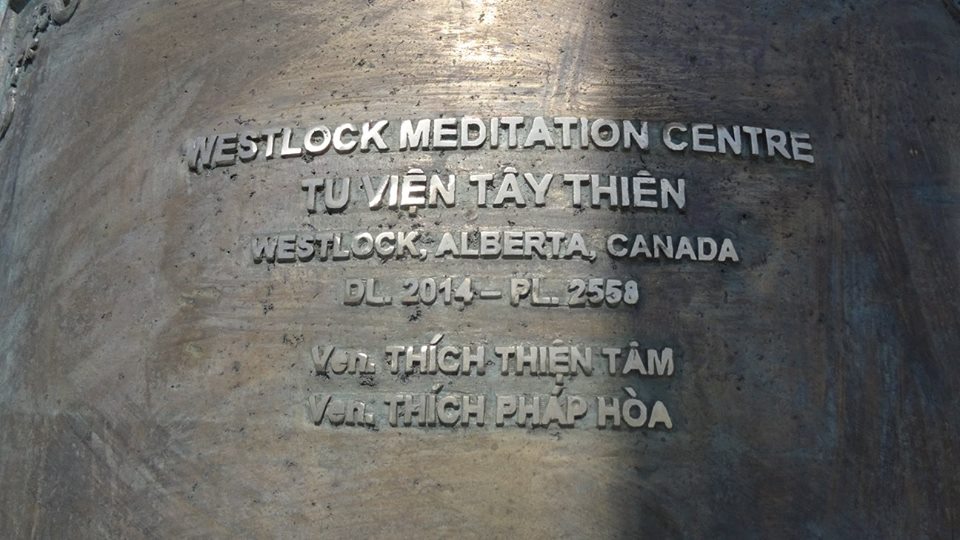 WESTLOCK MEDITATION CENTRE
TU VIỆN TÂY THIÊN
WESTLOCK, ALBERTA, CANADA
DL. 2014 – PL. 2558
Ven. THÍCH THIỆN TÂM
Ven. THÍCH PHÁP HÒA